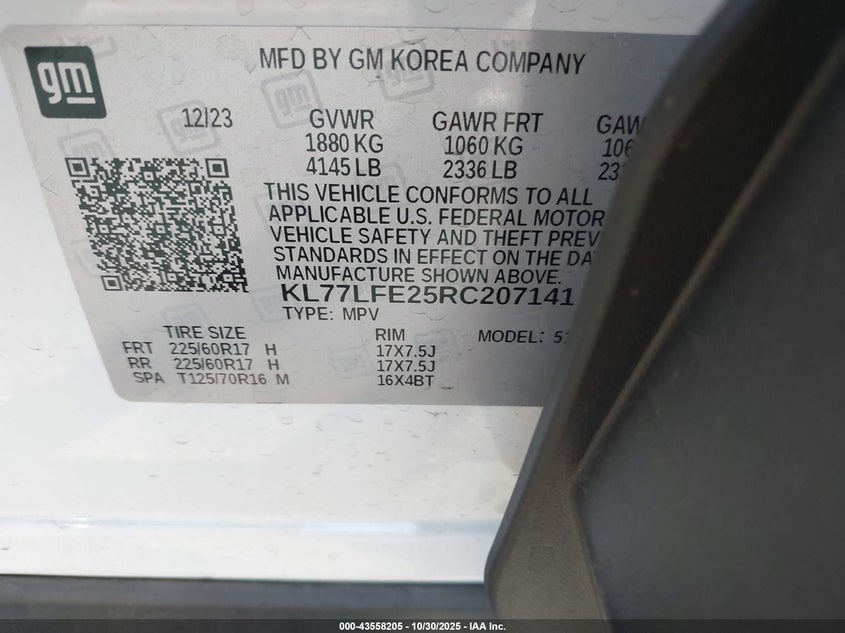 gm
MFD BY GM KOREA COMPANY
12/23 GVWR GAWR FRT
1880 KG 1060 KG
4145 LB 2336 LB
THIS VEHICLE CONFORMS TO ALL
APPLICABLE U.S. FEDERAL MOTOR
VEHICLE SAFETY AND THEFT
STANDARDS IN EFFECT ON THE
MANUFACTURE SHOWN ABOVE.
KL77LFE25RC207141
TYPE: MPV
TIRE SIZE RIM MODEL:
FRT 225/60R17 H 17X7.5J
RR 225/60R17 H 17X7.5J
SPA T125/70R16 M 16X4BT
000-43558205 - 10/30/2025 - IAA Inc.